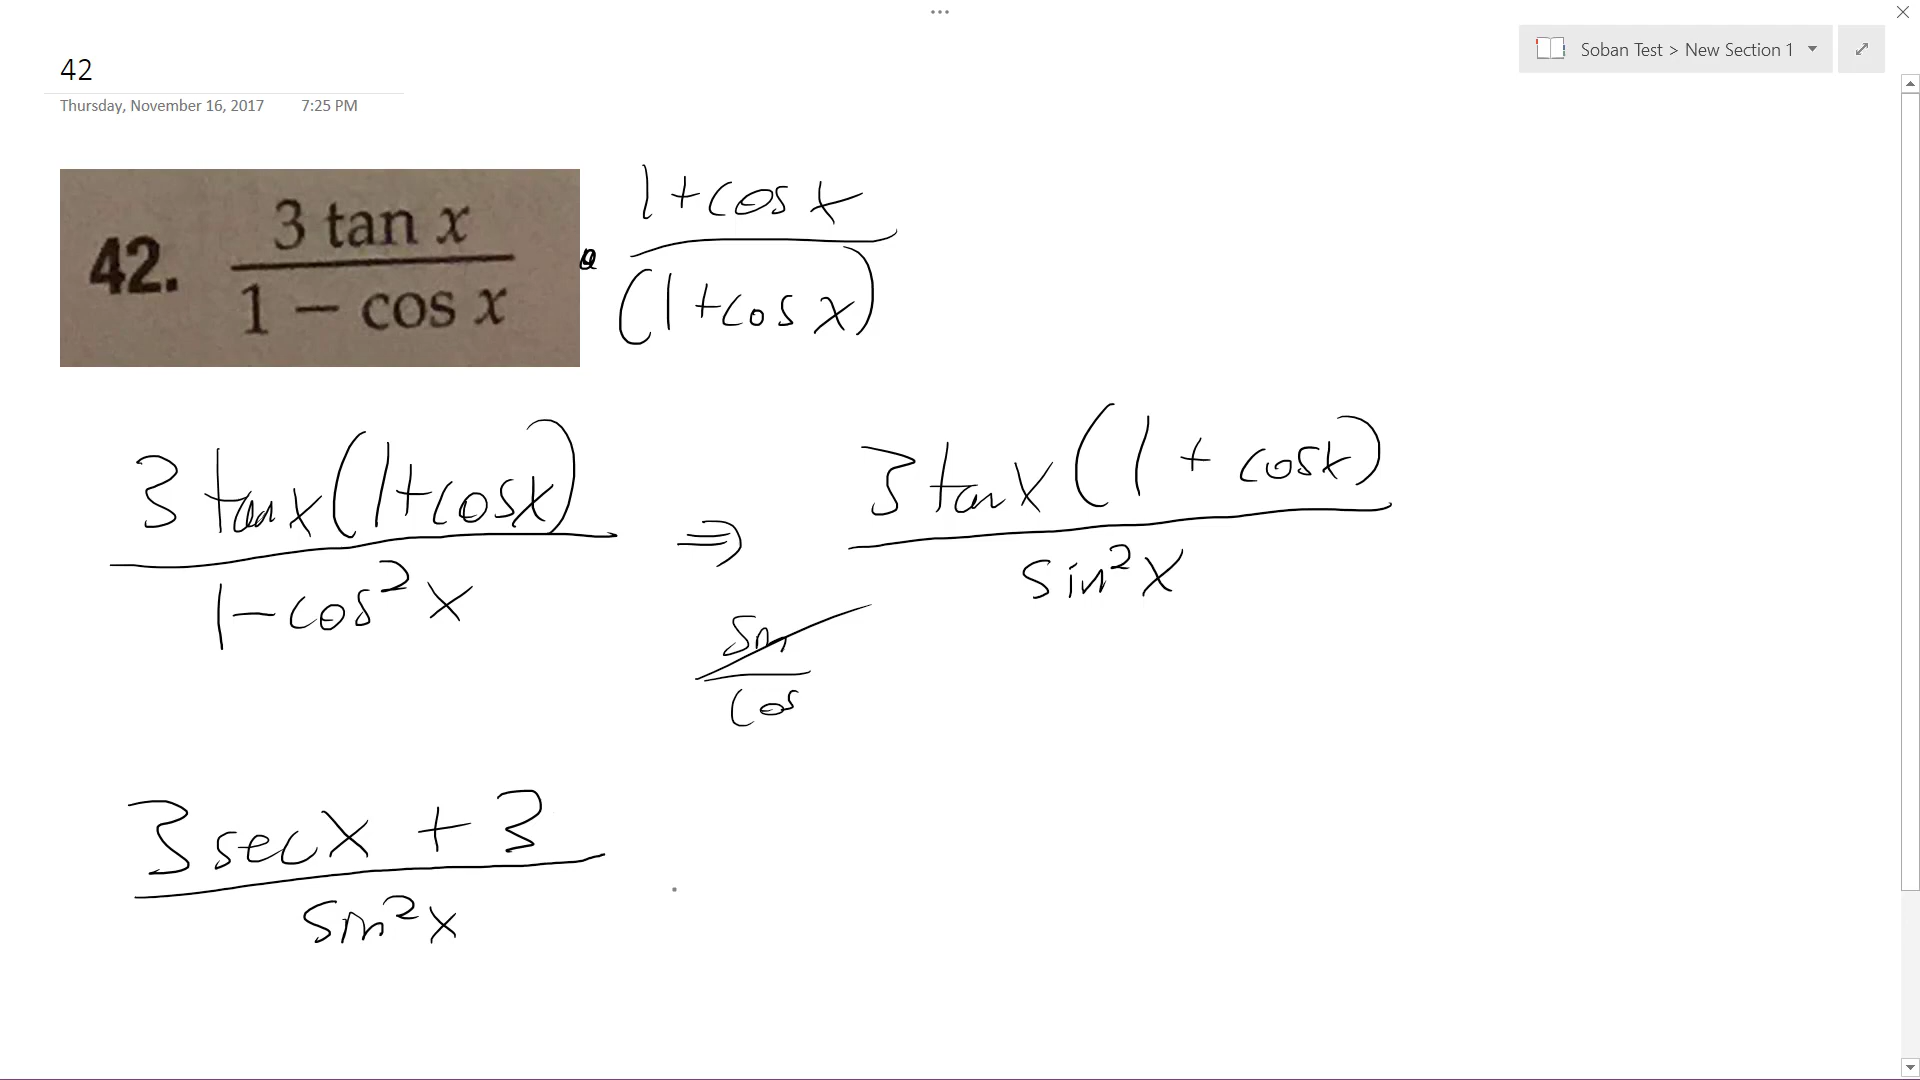 42
Soban Test > New Section 1
Thursday, November 16, 2017 7:25 PM
42. 3 tan x / 1 − cos x • 1 + cos x / (1 + cos x)
3 tan x (1 + cos x) / 1 − cos² x ⇒ 3 tan x (1 + cos x) / sin² x
sin / cos
3 sec x + 3 / sin² x